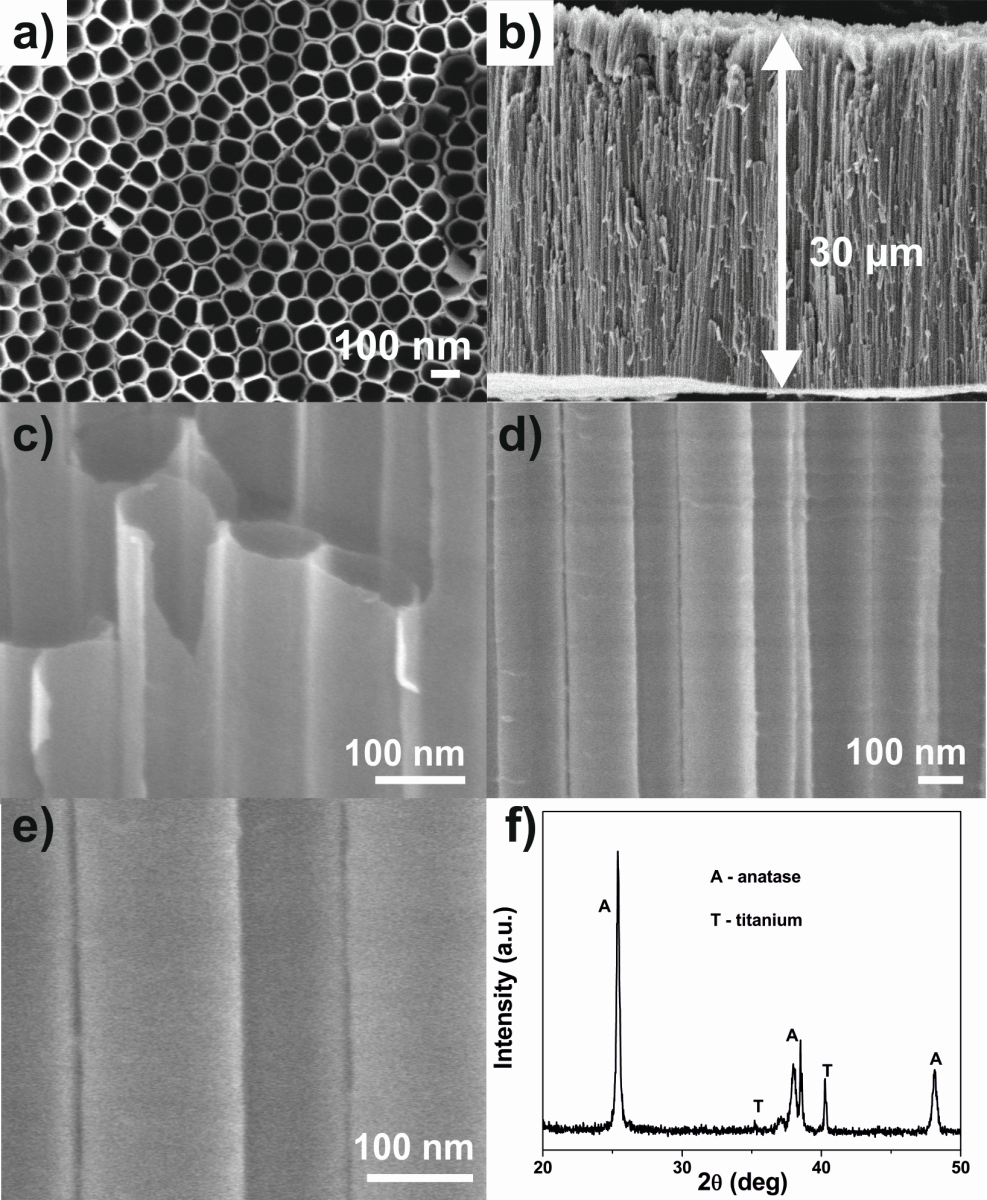 a)
100 nm
b)
30 µm
c)
100 nm
d)
100 nm
e)
100 nm
f)
A - anatase
T - titanium
A
T
A
T
A
Intensity (a.u.)
20 30 40 50
2θ (deg)